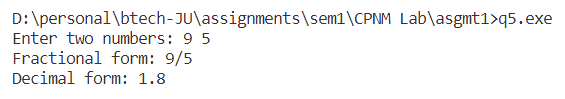 D:\personal\btech-JU\assignments\sem1\CPNM Lab\asgmt1>q5.exe
Enter two numbers: 9 5
Fractional form: 9/5
Decimal form: 1.8